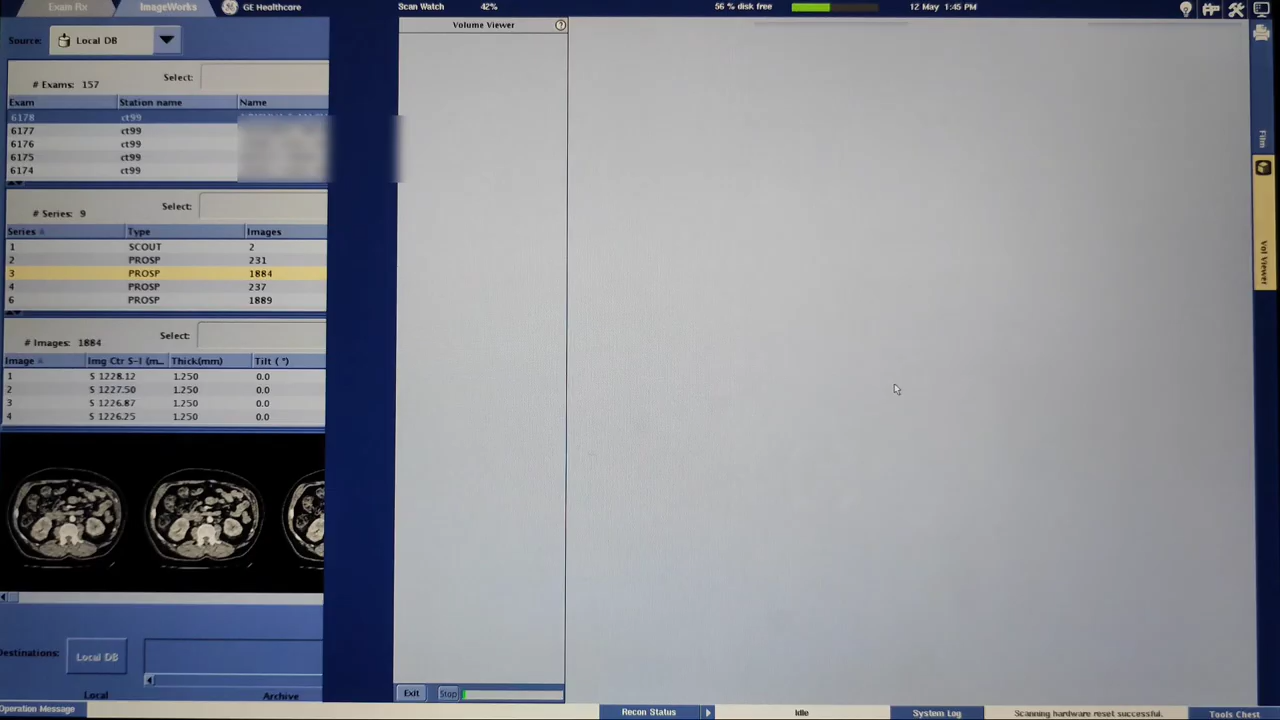 Exam Rx ImageWorks GE Healthcare Scan Watch 42% 56 % disk free 12 May 1:45 PM
Source: Local DB
Volume Viewer ?
# Exams: 157 Select:
Exam Station name Name
6178 ct99
6177 ct99
6176 ct99
6175 ct99
6174 ct99
# Series: 9 Select:
Series Type Images
1 SCOUT 2
2 PROSP 231
3 PROSP 1884
4 PROSP 237
6 PROSP 1889
# Images: 1884 Select:
Image Img Ctr S-I (m... Thick(mm) Tilt ( °)
1 S 1228.12 1.250 0.0
2 S 1227.50 1.250 0.0
3 S 1226.87 1.250 0.0
4 S 1226.25 1.250 0.0
Film
Vol Viewer
Destinations: Local DB
Local Archive
Exit Stop
Operation Message Recon Status Idle System Log Scanning hardware reset successful. Tools Chest